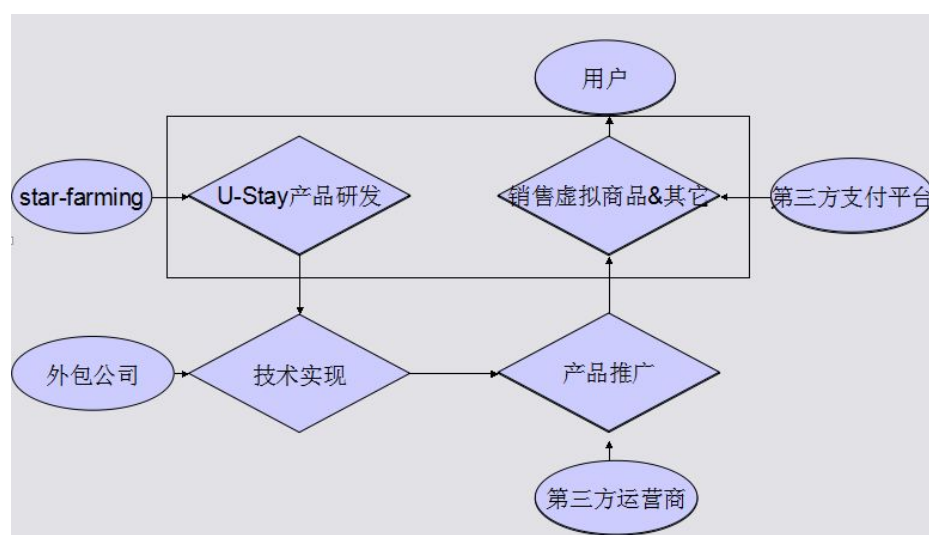 用户
star-farming
U-Stay产品研发
销售虚拟商品&其它
第三方支付平台
外包公司
技术实现
产品推广
第三方运营商